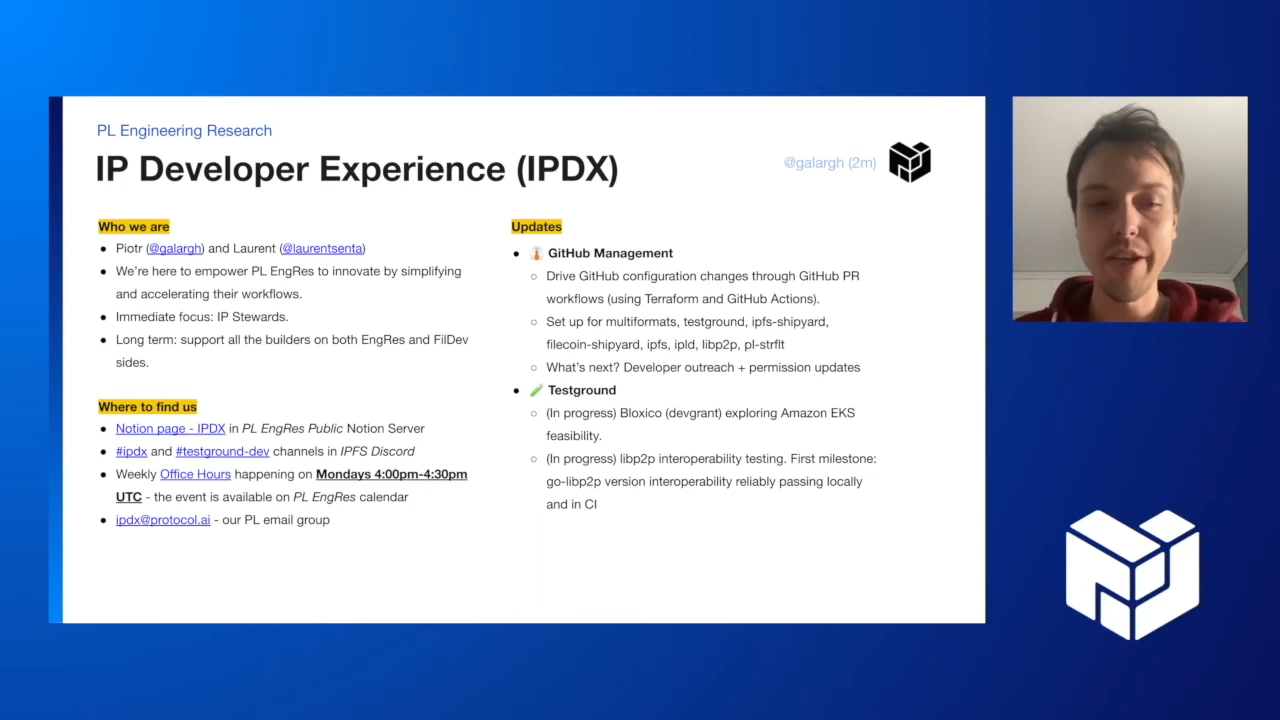 PL Engineering Research
IP Developer Experience (IPDX)
@galargh (2m)
Who we are
● Piotr (@galargh) and Laurent (@laurentsenta)
● We’re here to empower PL EngRes to innovate by simplifying
and accelerating their workflows.
● Immediate focus: IP Stewards.
● Long term: support all the builders on both EngRes and FilDev
sides.
Where to find us
● Notion page - IPDX in PL EngRes Public Notion Server
● #ipdx and #testground-dev channels in IPFS Discord
● Weekly Office Hours happening on Mondays 4:00pm-4:30pm
UTC - the event is available on PL EngRes calendar
● ipdx@protocol.ai - our PL email group
Updates
● GitHub Management
○ Drive GitHub configuration changes through GitHub PR
workflows (using Terraform and GitHub Actions).
○ Set up for multiformats, testground, ipfs-shipyard,
filecoin-shipyard, ipfs, ipld, libp2p, pl-strflt
○ What’s next? Developer outreach + permission updates
● Testground
○ (In progress) Bloxico (devgrant) exploring Amazon EKS
feasibility.
○ (In progress) libp2p interoperability testing. First milestone:
go-libp2p version interoperability reliably passing locally
and in CI